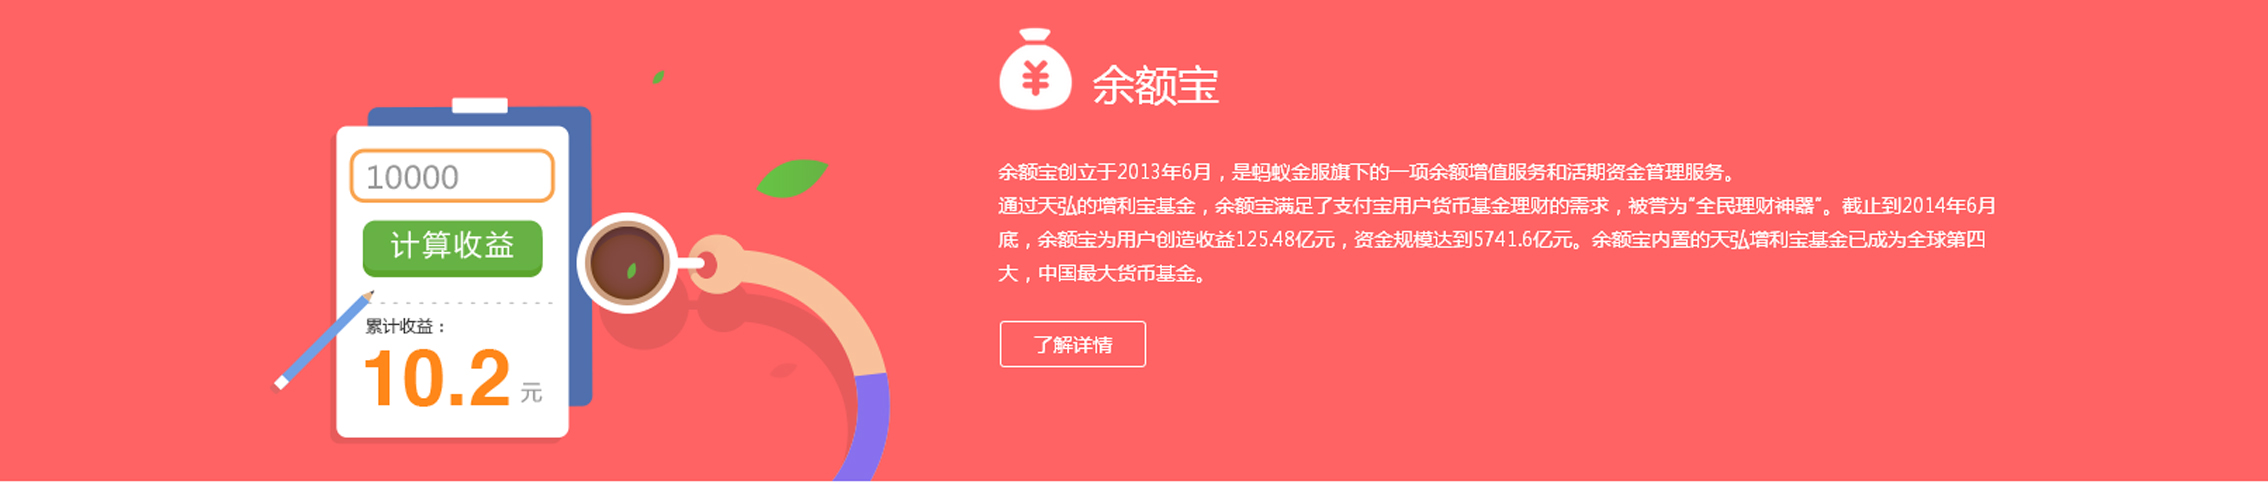 10000
计算收益
累计收益：
10.2 元
¥
余额宝
余额宝创立于2013年6月，是蚂蚁金服旗下的一项余额增值服务和活期资金管理服务。
通过天弘的增利宝基金，余额宝满足了支付宝用户货币基金理财的需求，被誉为"全民理财神器"。截止到2014年6月
底，余额宝为用户创造收益125.48亿元，资金规模达到5741.6亿元。余额宝内置的天弘增利宝基金已成为全球第四
大，中国最大货币基金。
了解详情